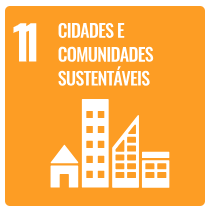 11 CIDADES E
COMUNIDADES
SUSTENTÁVEIS